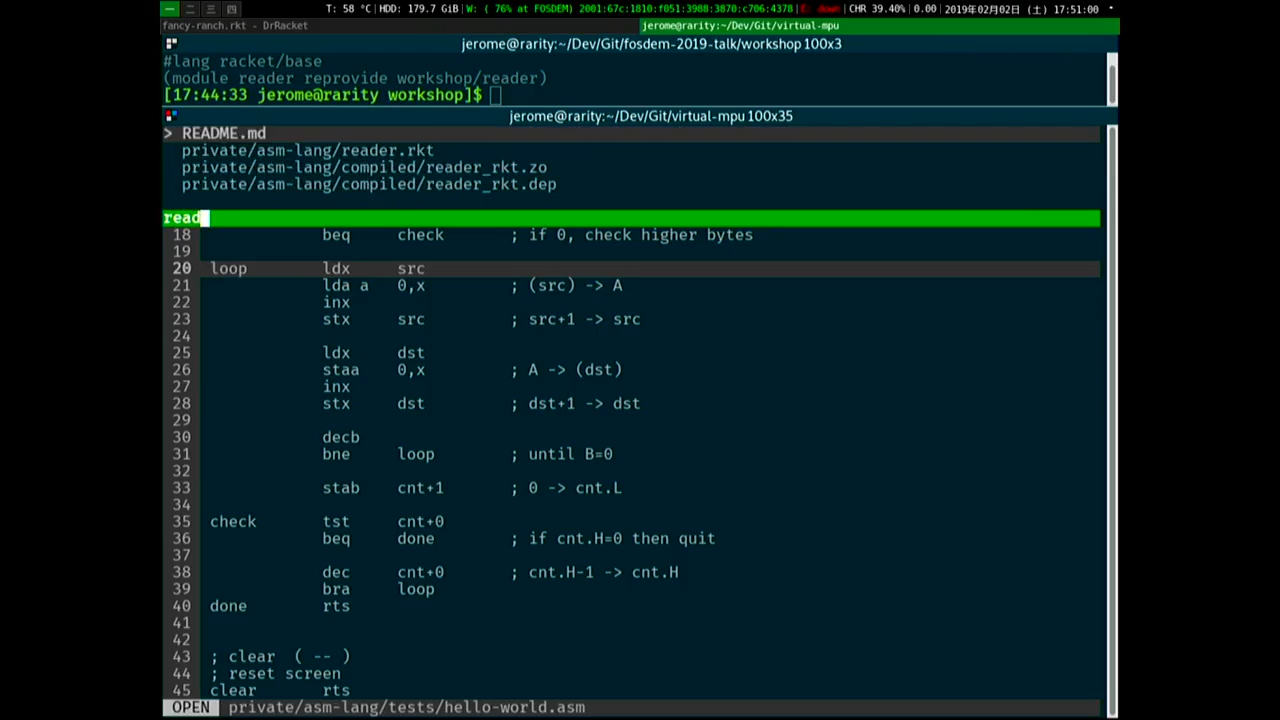 一 二 三 四 T: 58 °C|HDD: 179.7 GiB|W: ( 76% at FOSDEM) 2001:67c:1810:f051:3988:3870:c706:4378|E: down|CHR 39.40%|0.00|2019年02月02日 (土) 17:51:00
fancy-ranch.rkt - DrRacket jerome@rarity:~/Dev/Git/virtual-mpu
jerome@rarity:~/Dev/Git/fosdem-2019-talk/workshop 100x3
#lang racket/base
(module reader reprovide workshop/reader)
[17:44:33 jerome@rarity workshop]$
jerome@rarity:~/Dev/Git/virtual-mpu 100x35
> README.md
private/asm-lang/reader.rkt
private/asm-lang/compiled/reader_rkt.zo
private/asm-lang/compiled/reader_rkt.dep
read
18 beq check ; if 0, check higher bytes
19
20 loop ldx src
21 lda a 0,x ; (src) -> A
22 inx
23 stx src ; src+1 -> src
24
25 ldx dst
26 staa 0,x ; A -> (dst)
27 inx
28 stx dst ; dst+1 -> dst
29
30 decb
31 bne loop ; until B=0
32
33 stab cnt+1 ; 0 -> cnt.L
34
35 check tst cnt+0
36 beq done ; if cnt.H=0 then quit
37
38 dec cnt+0 ; cnt.H-1 -> cnt.H
39 bra loop
40 done rts
41
42
43 ; clear ( -- )
44 ; reset screen
45 clear rts
OPEN private/asm-lang/tests/hello-world.asm